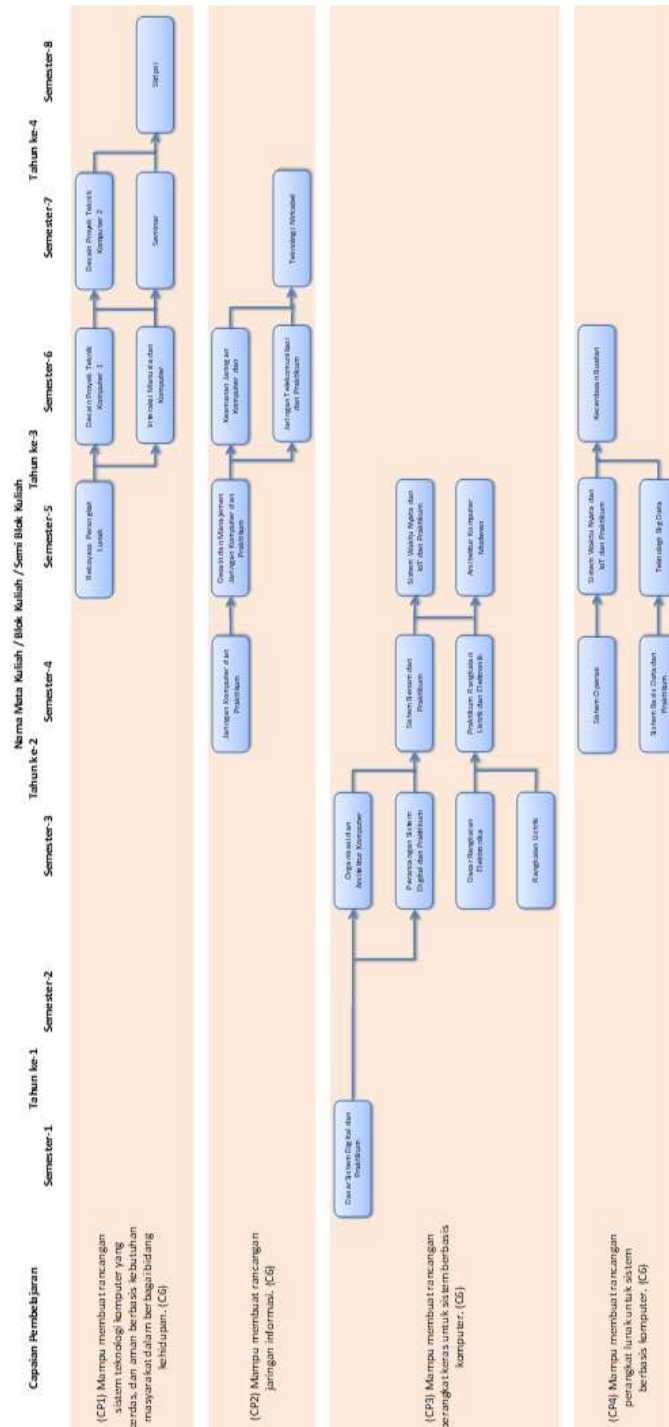 Nama Mata Kuliah / Blok Kuliah / Semi Blok Kuliah
Capaian Pembelajaran
Tahun ke-1
Tahun ke-2
Tahun ke-3
Tahun ke-4
Semester-1
Semester-2
Semester-3
Semester-4
Semester-5
Semester-6
Semester-7
Semester-8
(CP1) Mampu membuat rancangan
sistem teknologi komputer yang
cerdas, dan aman berbasis kebutuhan
masyarakat dalam berbagai bidang
kehidupan. (C6)
Rekayasa Perangkat
Lunak
Desain Proyek Teknik
Komputer 1
Interaksi Manusia dan
Komputer
Desain Proyek Teknik
Komputer 2
Seminar
Skripsi
(CP2) Mampu membuat rancangan
jaringan informasi. (C6)
Jaringan Komputer dan
Praktikum
Desain dan Manajemen
Jaringan Komputer dan
Praktikum
Keamanan Jaringan
Komputer dan
Jaringan Telekomunikasi
dan Praktikum
Teknologi Nirkabel
(CP3) Mampu membuat rancangan
perangkat keras untuk sistem berbasis
komputer. (C6)
Dasar Sistem Digital dan
Praktikum
Organisasi dan
Arsitektur Komputer
Perancangan Sistem
Digital dan Praktikum
Dasar Rangkaian
Elektronika
Rangkaian Listrik
Sistem Benam dan
Praktikum
Praktikum Rangkaian
Listrik dan Elektronik
Sistem Waktu Nyata dan
IoT dan Praktikum
Arsitektur Komputer
Moderen
(CP4) Mampu membuat rancangan
perangkat lunak untuk sistem
berbasis komputer. (C6)
Sistem Operasi
Sistem Basis Data dan
Praktikum
Sistem Waktu Nyata dan
IoT dan Praktikum
Teknologi Big Data
Kecerdasan Buatan